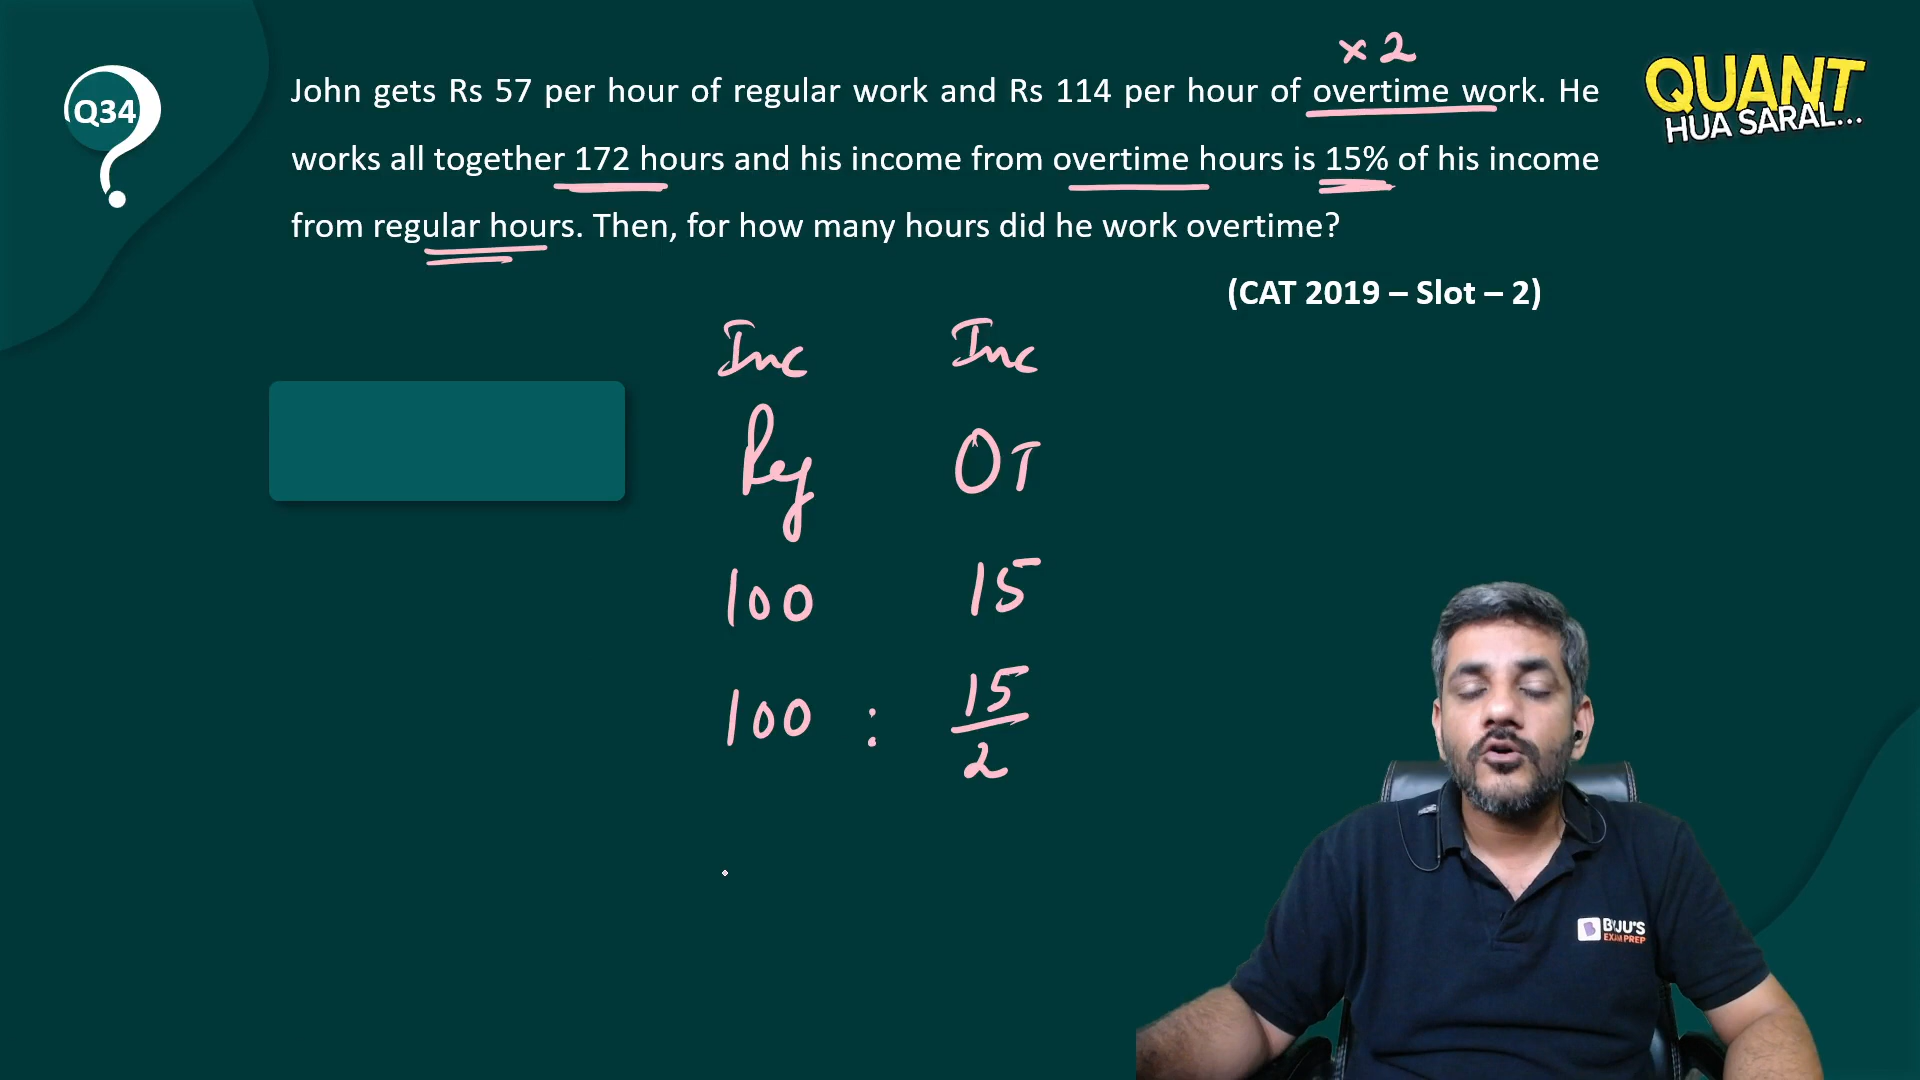 × 2
Q34
John gets Rs 57 per hour of regular work and Rs 114 per hour of overtime work. He
works all together 172 hours and his income from overtime hours is 15% of his income
from regular hours. Then, for how many hours did he work overtime?
(CAT 2019 – Slot – 2)
QUANT
HUA SARAL...
Inc Inc
Reg OT
100 15
100 : 15/2
BYJU'S
EXAM PREP